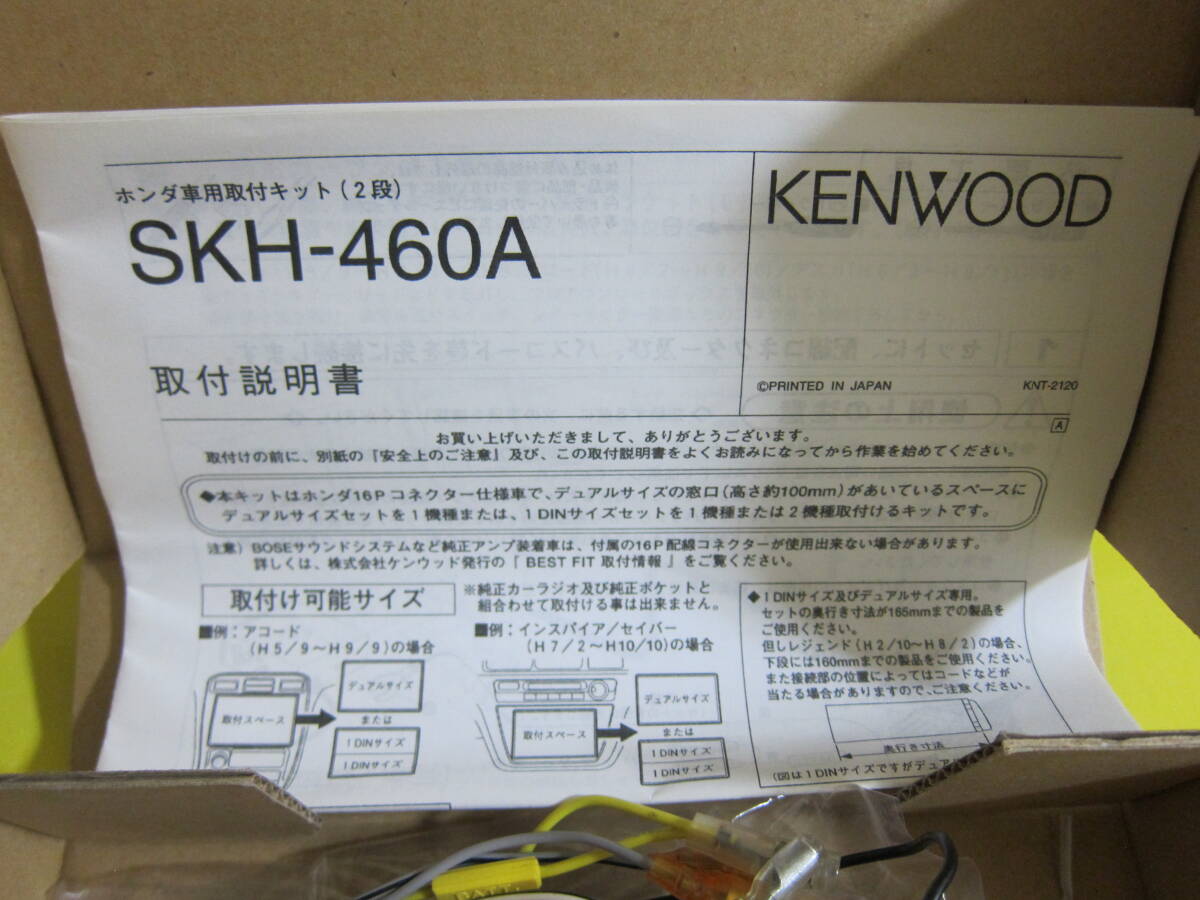 ホンダ車用取付キット(2段)
SKH-460A
KENWOOD
取付説明書
©PRINTED IN JAPAN
KNT-2120
A
お買い上げいただきまして、ありがとうございます。
取付けの前に、別紙の『安全上のご注意』及び、この取付説明書をよくお読みになってから作業を始めてください。
◆本キットはホンダ16Pコネクター仕様車で、デュアルサイズの窓口(高さ約100mm)があいているスペースに
デュアルサイズセットを1機種または、1DINサイズセットを1機種または2機種取付けるキットです。
注意)BOSEサウンドシステムなど純正アンプ装着車は、付属の16P配線コネクターが使用出来ない場合があります。
詳しくは、株式会社ケンウッド発行の『BEST FIT 取付情報』をご覧ください。
取付け可能サイズ
※純正カーラジオ及び純正ポケットと
組合わせて取付ける事は出来ません。
■例:アコード
(H5/9〜H9/9)の場合
取付スペース
デュアルサイズ
または
1DINサイズ
1DINサイズ
■例:インスパイア/セイバー
(H7/2〜H10/10)の場合
取付スペース
デュアルサイズ
または
1DINサイズ
1DINサイズ
◆1DINサイズ及びデュアルサイズ専用。
セットの奥行き寸法が165mmまでの製品を
ご使用ください。
但しレジェンド(H2/10〜H8/2)の場合、
下段には160mmまでの製品をご使用ください。
また接続部の位置によってはコードなどが
当たる場合がありますので、ご注意ください。
奥行き寸法
(図は1DINサイズですがデュア
BATT.